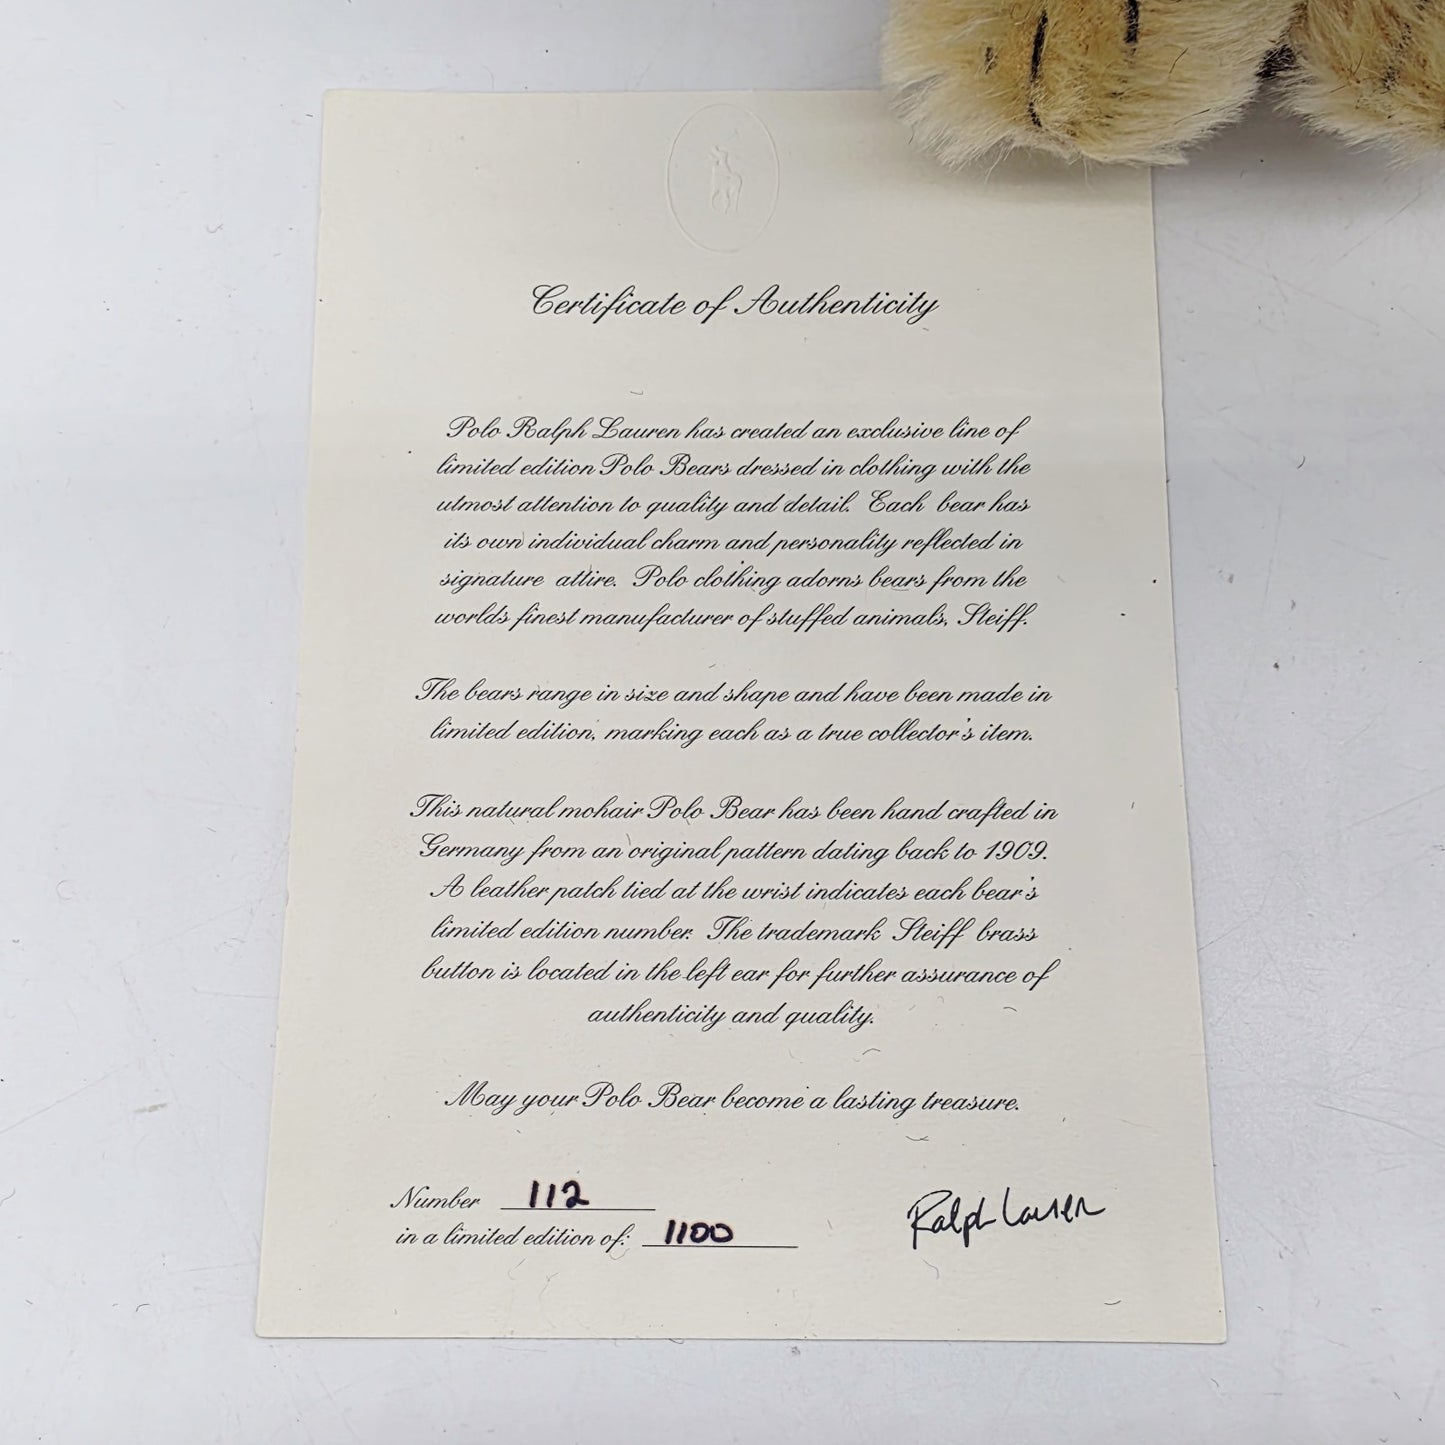 Certificate of Authenticity
Polo Ralph Lauren has created an exclusive line of
limited edition Polo Bears dressed in clothing with the
utmost attention to quality and detail. Each bear has
its own individual charm and personality reflected in
signature attire. Polo clothing adorns bears from the
worlds finest manufacturer of stuffed animals, Steiff.
The bears range in size and shape and have been made in
limited edition, marking each as a true collector's item.
This natural mohair Polo Bear has been hand crafted in
Germany from an original pattern dating back to 1909.
A leather patch tied at the wrist indicates each bear's
limited edition number. The trademark Steiff brass
button is located in the left ear for further assurance of
authenticity and quality.
May your Polo Bear become a lasting treasure.
Number 112
in a limited edition of: 1100
Ralph Lauren